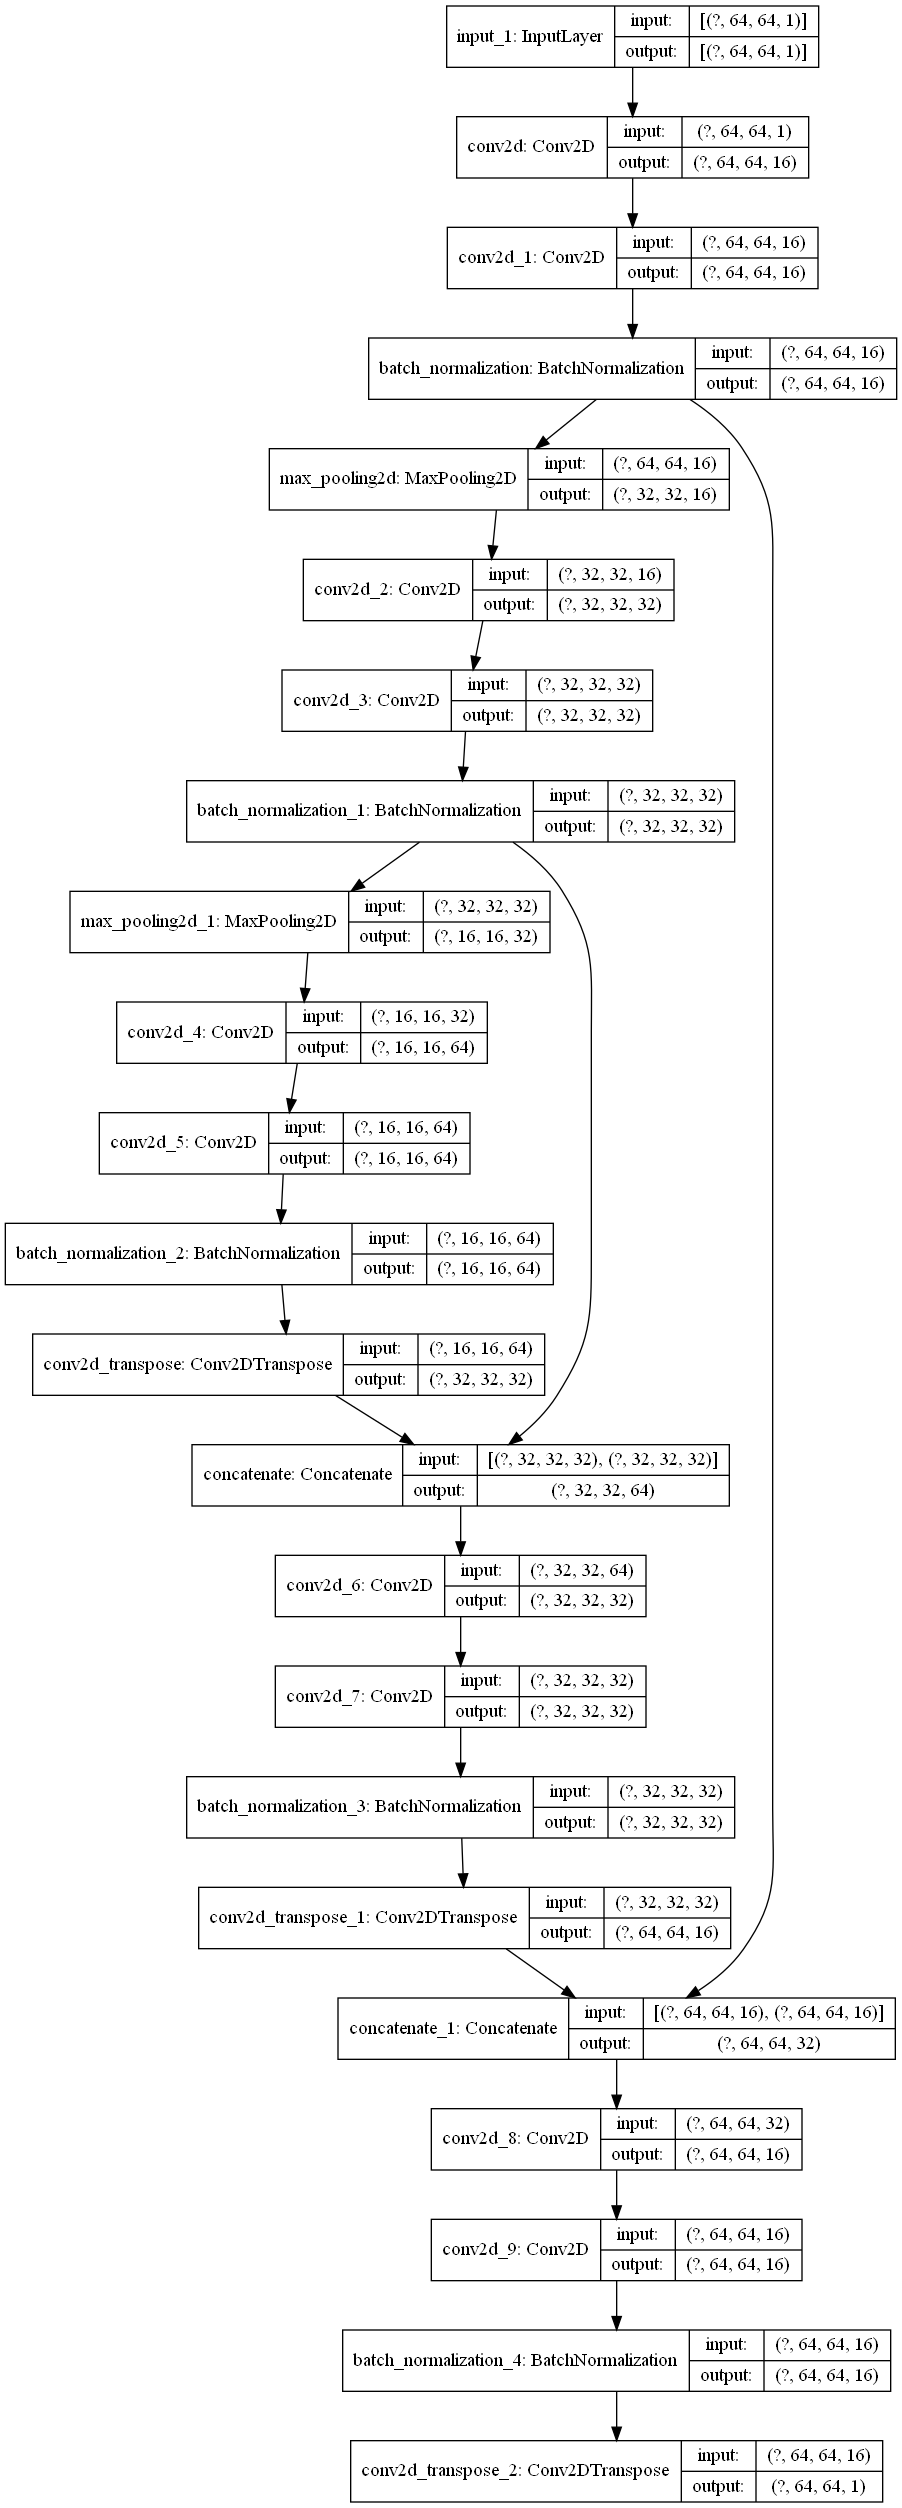 input_1: InputLayer
input: [(?, 64, 64, 1)]
output: [(?, 64, 64, 1)]
conv2d: Conv2D
input: (?, 64, 64, 1)
output: (?, 64, 64, 16)
conv2d_1: Conv2D
input: (?, 64, 64, 16)
output: (?, 64, 64, 16)
batch_normalization: BatchNormalization
input: (?, 64, 64, 16)
output: (?, 64, 64, 16)
max_pooling2d: MaxPooling2D
input: (?, 64, 64, 16)
output: (?, 32, 32, 16)
conv2d_2: Conv2D
input: (?, 32, 32, 16)
output: (?, 32, 32, 32)
conv2d_3: Conv2D
input: (?, 32, 32, 32)
output: (?, 32, 32, 32)
batch_normalization_1: BatchNormalization
input: (?, 32, 32, 32)
output: (?, 32, 32, 32)
max_pooling2d_1: MaxPooling2D
input: (?, 32, 32, 32)
output: (?, 16, 16, 32)
conv2d_4: Conv2D
input: (?, 16, 16, 32)
output: (?, 16, 16, 64)
conv2d_5: Conv2D
input: (?, 16, 16, 64)
output: (?, 16, 16, 64)
batch_normalization_2: BatchNormalization
input: (?, 16, 16, 64)
output: (?, 16, 16, 64)
conv2d_transpose: Conv2DTranspose
input: (?, 16, 16, 64)
output: (?, 32, 32, 32)
concatenate: Concatenate
input: [(?, 32, 32, 32), (?, 32, 32, 32)]
output: (?, 32, 32, 64)
conv2d_6: Conv2D
input: (?, 32, 32, 64)
output: (?, 32, 32, 32)
conv2d_7: Conv2D
input: (?, 32, 32, 32)
output: (?, 32, 32, 32)
batch_normalization_3: BatchNormalization
input: (?, 32, 32, 32)
output: (?, 32, 32, 32)
conv2d_transpose_1: Conv2DTranspose
input: (?, 32, 32, 32)
output: (?, 64, 64, 16)
concatenate_1: Concatenate
input: [(?, 64, 64, 16), (?, 64, 64, 16)]
output: (?, 64, 64, 32)
conv2d_8: Conv2D
input: (?, 64, 64, 32)
output: (?, 64, 64, 16)
conv2d_9: Conv2D
input: (?, 64, 64, 16)
output: (?, 64, 64, 16)
batch_normalization_4: BatchNormalization
input: (?, 64, 64, 16)
output: (?, 64, 64, 16)
conv2d_transpose_2: Conv2DTranspose
input: (?, 64, 64, 16)
output: (?, 64, 64, 1)